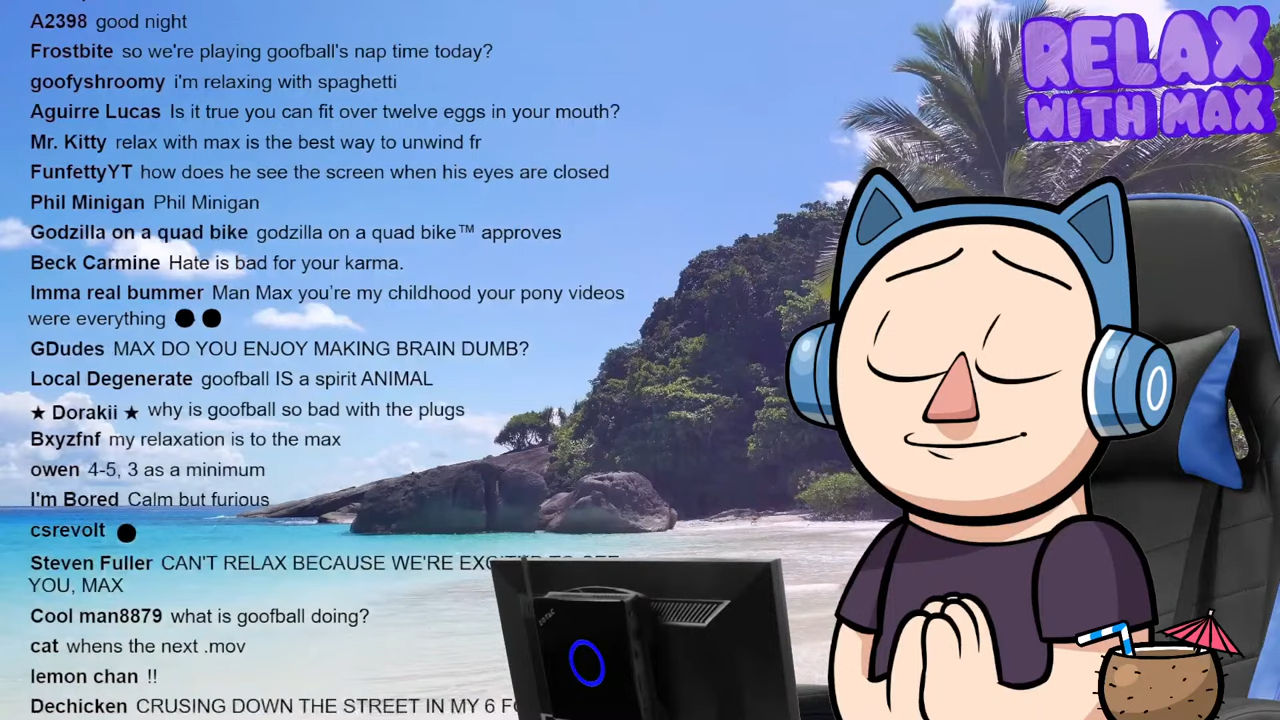 RELAX
WITH MAX
A2398 good night
Frostbite so we're playing goofball's nap time today?
goofyshroomy i'm relaxing with spaghetti
Aguirre Lucas Is it true you can fit over twelve eggs in your mouth?
Mr. Kitty relax with max is the best way to unwind fr
FunfettyYT how does he see the screen when his eyes are closed
Phil Minigan Phil Minigan
Godzilla on a quad bike godzilla on a quad bike™ approves
Beck Carmine Hate is bad for your karma.
Imma real bummer Man Max you're my childhood your pony videos
were everything
GDudes MAX DO YOU ENJOY MAKING BRAIN DUMB?
Local Degenerate goofball IS a spirit ANIMAL
★ Dorakii ★ why is goofball so bad with the plugs
Bxyzfnf my relaxation is to the max
owen 4-5, 3 as a minimum
I'm Bored Calm but furious
csrevolt
Steven Fuller CAN'T RELAX BECAUSE WE'RE EXCITED TO SEE
YOU, MAX
Cool man8879 what is goofball doing?
cat whens the next .mov
lemon chan !!
Dechicken CRUSING DOWN THE STREET IN MY 6
ZOTAC